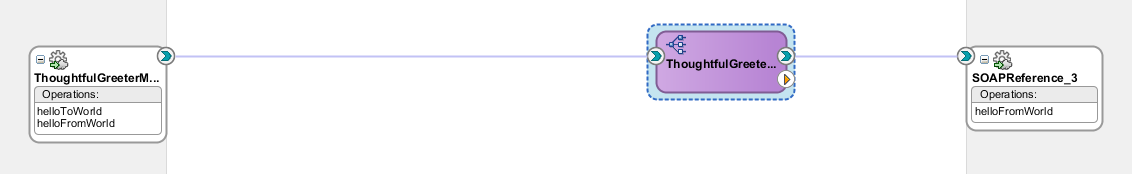 ThoughtfulGreeterM...
Operations:
helloToWorld
helloFromWorld
ThoughtfulGreete...
SOAPReference_3
Operations:
helloFromWorld